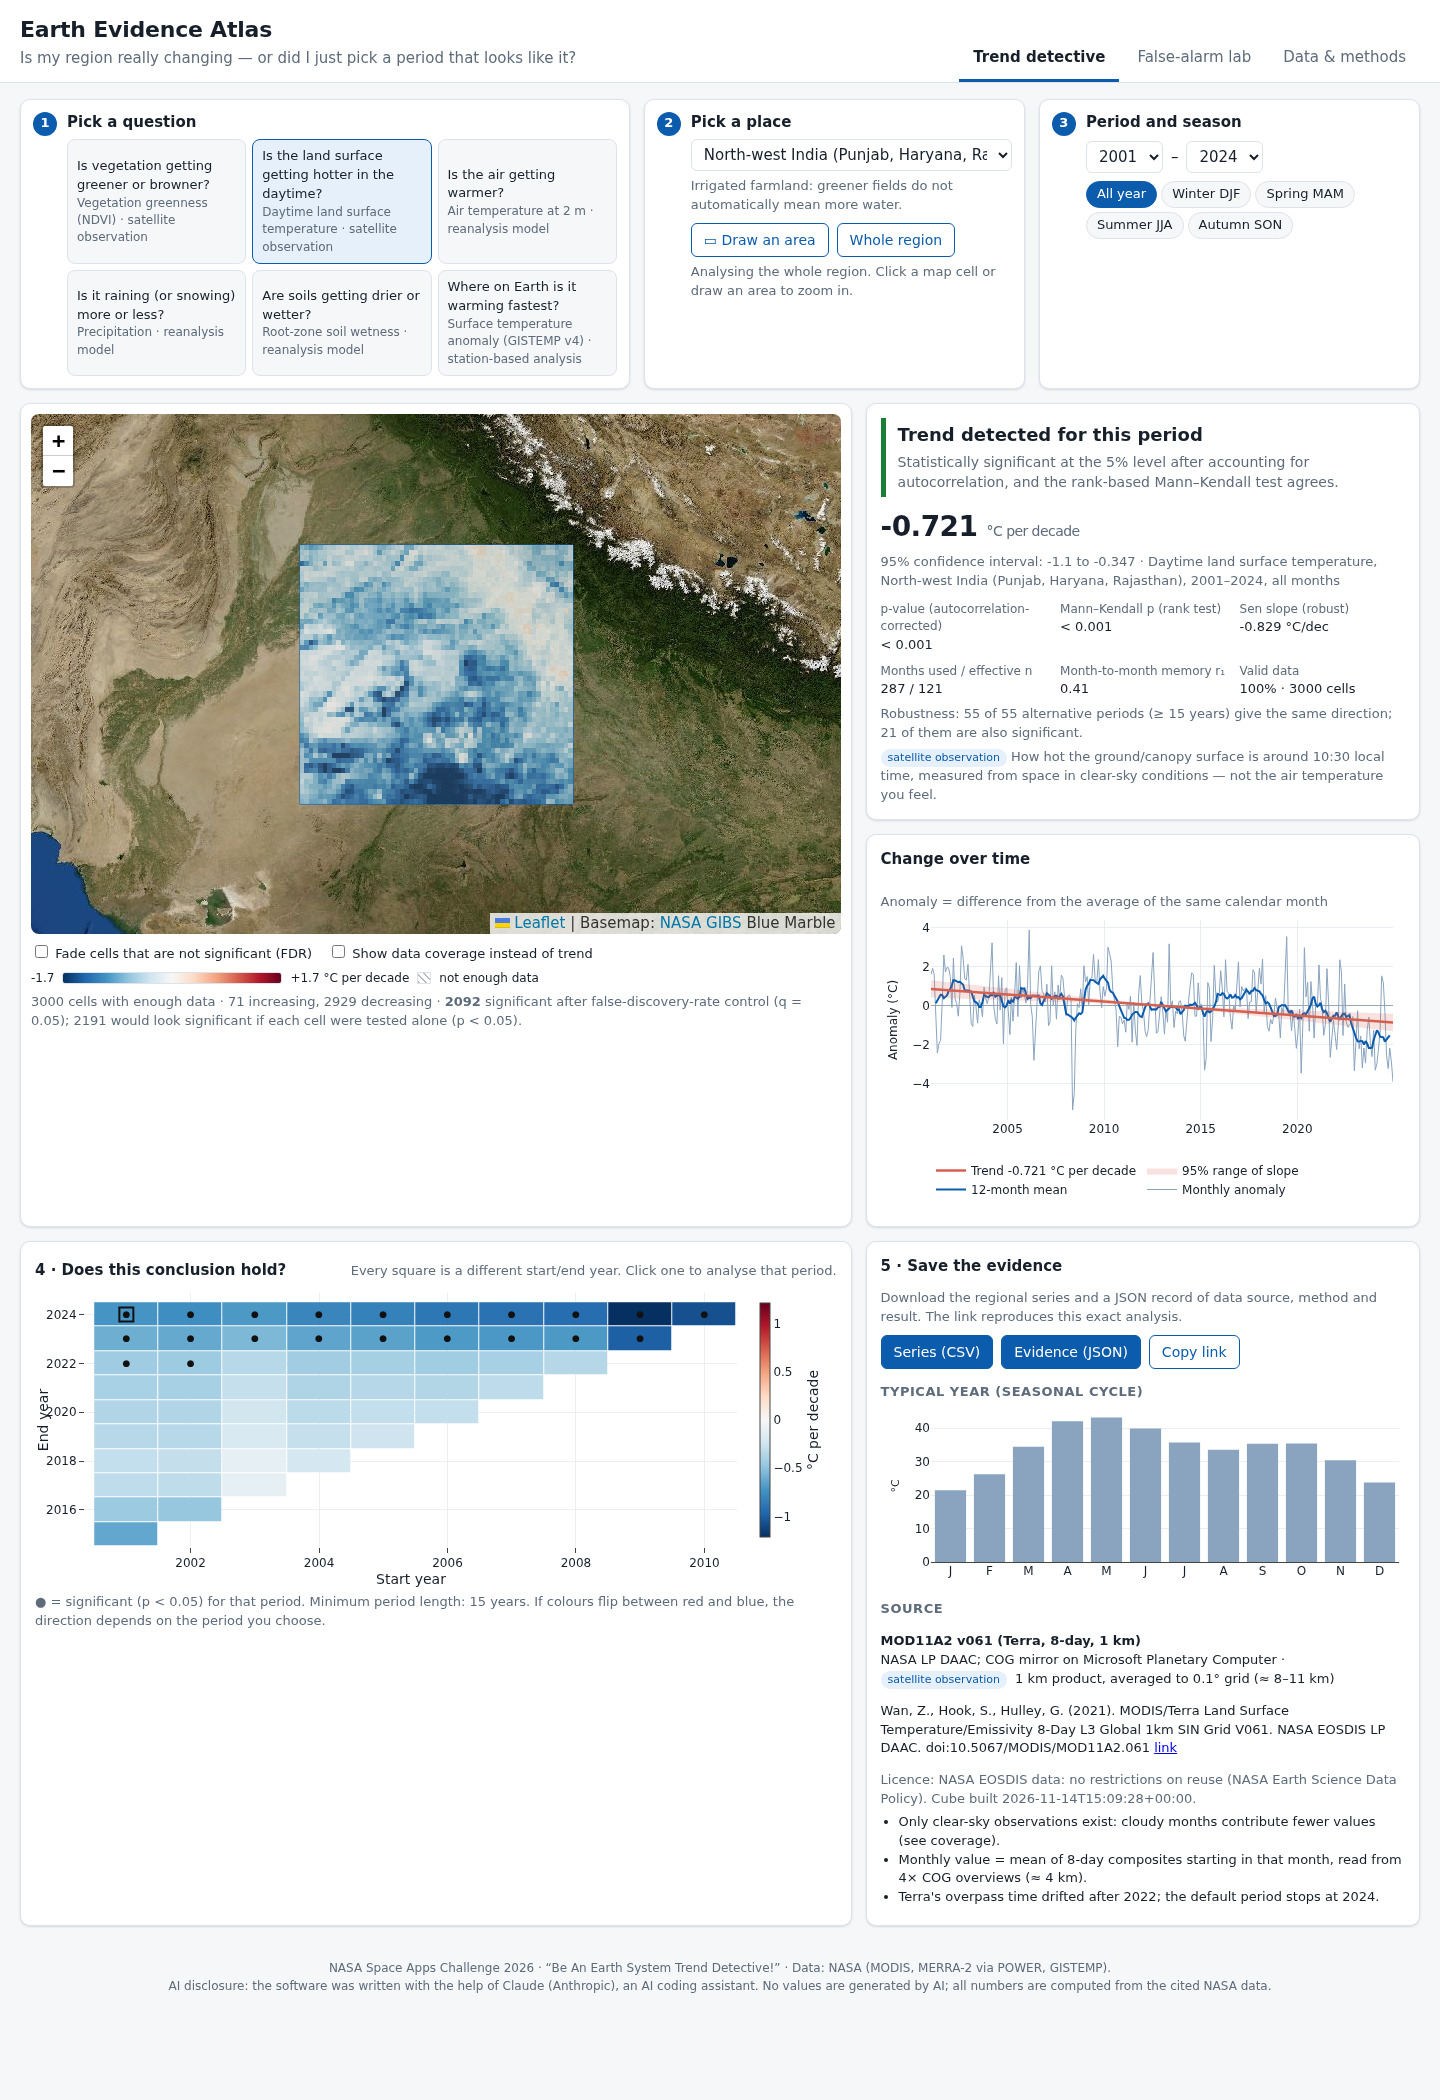 Earth Evidence Atlas
Is my region really changing — or did I just pick a period that looks like it?
Trend detective
False-alarm lab
Data & methods
1
Pick a question
Is vegetation getting
greener or browner?
Vegetation greenness
(NDVI) · satellite
observation
Is the land surface
getting hotter in the
daytime?
Daytime land surface
temperature · satellite
observation
Is the air getting
warmer?
Air temperature at 2 m ·
reanalysis model
Is it raining (or snowing)
more or less?
Precipitation · reanalysis
model
Are soils getting drier or
wetter?
Root-zone soil wetness ·
reanalysis model
Where on Earth is it
warming fastest?
Surface temperature
anomaly (GISTEMP v4) ·
station-based analysis
2
Pick a place
North-west India (Punjab, Haryana, Ra
Irrigated farmland: greener fields do not
automatically mean more water.
▭ Draw an area
Whole region
Analysing the whole region. Click a map cell or
draw an area to zoom in.
3
Period and season
2001 – 2024
All year
Winter DJF
Spring MAM
Summer JJA
Autumn SON
+
−
Leaflet | Basemap: NASA GIBS Blue Marble
Fade cells that are not significant (FDR)
Show data coverage instead of trend
-1.7
+1.7 °C per decade
not enough data
3000 cells with enough data · 71 increasing, 2929 decreasing · 2092 significant after false-discovery-rate control (q =
0.05); 2191 would look significant if each cell were tested alone (p < 0.05).
Trend detected for this period
Statistically significant at the 5% level after accounting for
autocorrelation, and the rank-based Mann–Kendall test agrees.
-0.721 °C per decade
95% confidence interval: -1.1 to -0.347 · Daytime land surface temperature,
North-west India (Punjab, Haryana, Rajasthan), 2001–2024, all months
p-value (autocorrelation-
corrected)
< 0.001
Mann–Kendall p (rank test)
< 0.001
Sen slope (robust)
-0.829 °C/dec
Months used / effective n
287 / 121
Month-to-month memory r₁
0.41
Valid data
100% · 3000 cells
Robustness: 55 of 55 alternative periods (≥ 15 years) give the same direction;
21 of them are also significant.
satellite observation How hot the ground/canopy surface is around 10:30 local
time, measured from space in clear-sky conditions — not the air temperature
you feel.
Change over time
Anomaly = difference from the average of the same calendar month
Anomaly (°C)
4
2
0
−2
−4
2005
2010
2015
2020
Trend -0.721 °C per decade
95% range of slope
12-month mean
Monthly anomaly
4 · Does this conclusion hold?
Every square is a different start/end year. Click one to analyse that period.
End year
2024
2022
2020
2018
2016
2002
2004
2006
2008
2010
Start year
1
0.5
0
−0.5
−1
°C per decade
● = significant (p < 0.05) for that period. Minimum period length: 15 years. If colours flip between red and blue, the
direction depends on the period you choose.
5 · Save the evidence
Download the regional series and a JSON record of data source, method and
result. The link reproduces this exact analysis.
Series (CSV)
Evidence (JSON)
Copy link
TYPICAL YEAR (SEASONAL CYCLE)
°C
40
30
20
10
0
J F M A M J J A S O N D
SOURCE
MOD11A2 v061 (Terra, 8-day, 1 km)
NASA LP DAAC; COG mirror on Microsoft Planetary Computer ·
satellite observation 1 km product, averaged to 0.1° grid (≈ 8–11 km)
Wan, Z., Hook, S., Hulley, G. (2021). MODIS/Terra Land Surface
Temperature/Emissivity 8-Day L3 Global 1km SIN Grid V061. NASA EOSDIS LP
DAAC. doi:10.5067/MODIS/MOD11A2.061 link
Licence: NASA EOSDIS data: no restrictions on reuse (NASA Earth Science Data
Policy). Cube built 2026-11-14T15:09:28+00:00.
• Only clear-sky observations exist: cloudy months contribute fewer values
(see coverage).
• Monthly value = mean of 8-day composites starting in that month, read from
4× COG overviews (≈ 4 km).
• Terra's overpass time drifted after 2022; the default period stops at 2024.
NASA Space Apps Challenge 2026 · “Be An Earth System Trend Detective!” · Data: NASA (MODIS, MERRA-2 via POWER, GISTEMP).
AI disclosure: the software was written with the help of Claude (Anthropic), an AI coding assistant. No values are generated by AI; all numbers are computed from the cited NASA data.